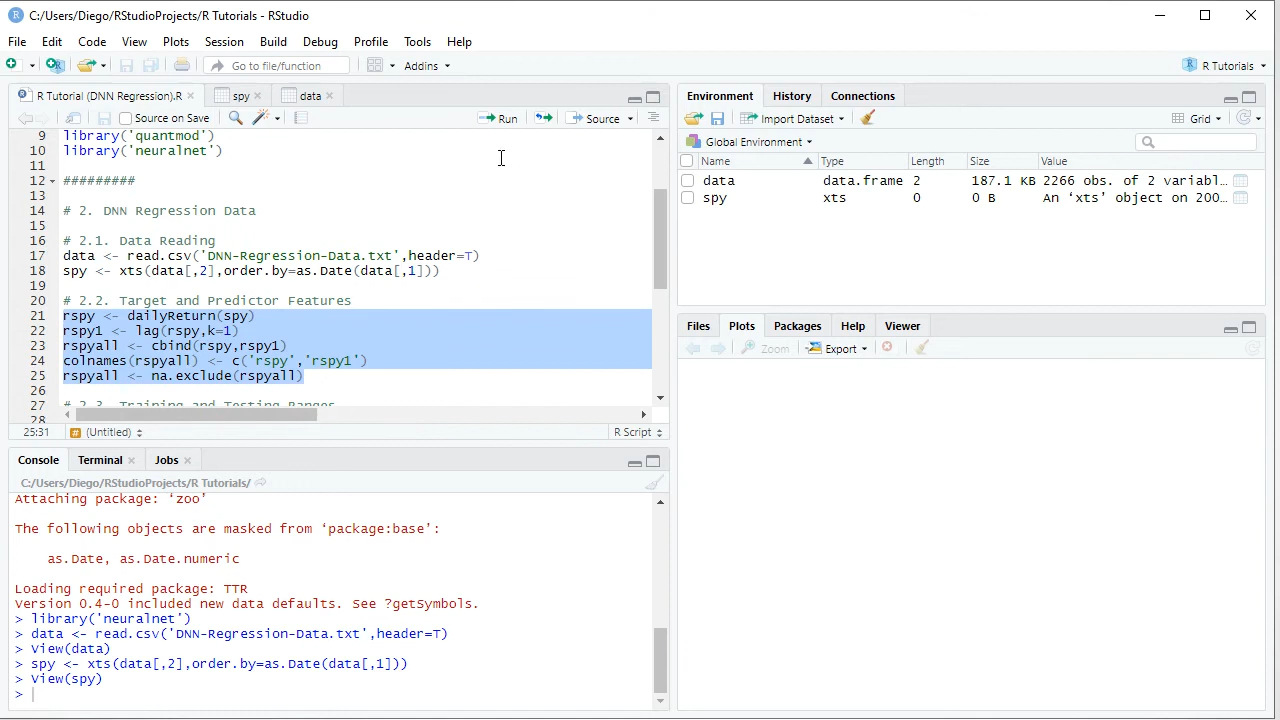 C:/Users/Diego/RStudioProjects/R Tutorials - RStudio
File Edit Code View Plots Session Build Debug Profile Tools Help
Go to file/function Addins R Tutorials
R Tutorial (DNN Regression).R spy data
Source on Save Run Source
9 library('quantmod')
10 library('neuralnet')
11
12 #########
13
14 # 2. DNN Regression Data
15
16 # 2.1. Data Reading
17 data <- read.csv('DNN-Regression-Data.txt',header=T)
18 spy <- xts(data[,2],order.by=as.Date(data[,1]))
19
20 # 2.2. Target and Predictor Features
21 rspy <- dailyReturn(spy)
22 rspy1 <- lag(rspy,k=1)
23 rspyall <- cbind(rspy,rspy1)
24 colnames(rspyall) <- c('rspy','rspy1')
25 rspyall <- na.exclude(rspyall)
26
27 # 2.3. Training and Testing Ranges
28
25:31 # (Untitled) R Script
Console Terminal Jobs
C:/Users/Diego/RStudioProjects/R Tutorials/
Attaching package: ‘zoo’
The following objects are masked from ‘package:base’:
as.Date, as.Date.numeric
Loading required package: TTR
Version 0.4-0 included new data defaults. See ?getSymbols.
> library('neuralnet')
> data <- read.csv('DNN-Regression-Data.txt',header=T)
> View(data)
> spy <- xts(data[,2],order.by=as.Date(data[,1]))
> View(spy)
>
Environment History Connections
Import Dataset Grid
Global Environment
Name Type Length Size Value
data data.frame 2 187.1 KB 2266 obs. of 2 variabl…
spy xts 0 0 B An ‘xts’ object on 200…
Files Plots Packages Help Viewer
Zoom Export